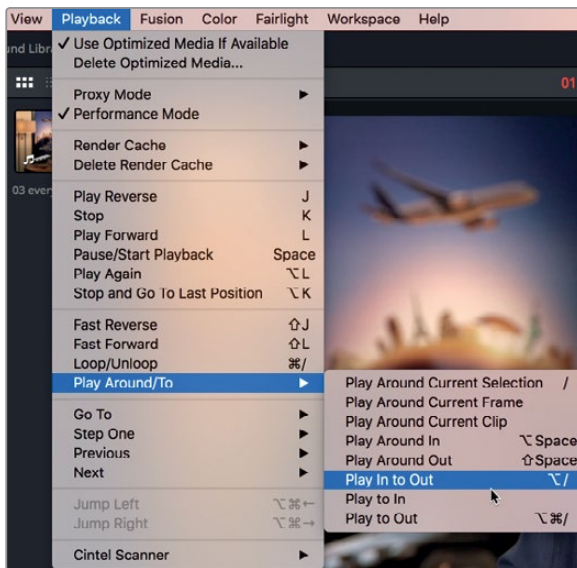 View Playback Fusion Color Fairlight Workspace Help
und Libr
01
✓ Use Optimized Media If Available
Delete Optimized Media...
Proxy Mode ▶
✓ Performance Mode
Render Cache ▶
Delete Render Cache ▶
03 ever
Play Reverse J
Stop K
Play Forward L
Pause/Start Playback Space
Play Again ⌥L
Stop and Go To Last Position ⌥K
Fast Reverse ⇧J
Fast Forward ⇧L
Loop/Unloop ⌘/
Play Around/To ▶
Play Around Current Selection /
Play Around Current Frame
Play Around Current Clip
Play Around In ⌥Space
Play Around Out ⇧Space
Play In to Out ⌥/
Play to In
Play to Out ⌥⌘/
Go To ▶
Step One ▶
Previous ▶
Next ▶
Jump Left ⌥⌘←
Jump Right ⌥⌘→
Cintel Scanner ▶